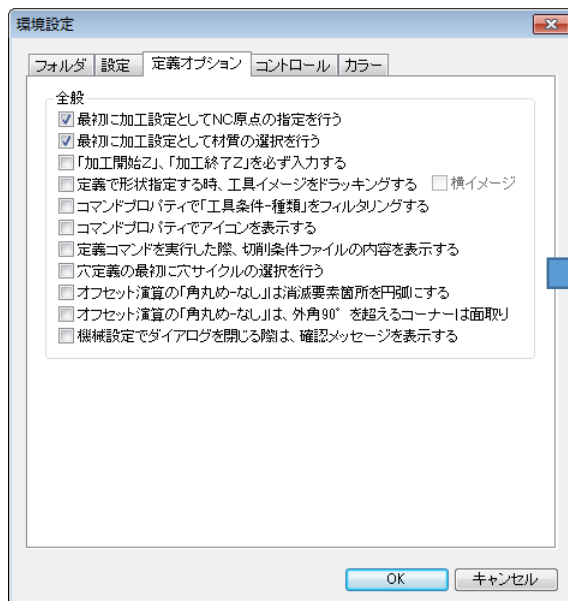 環境設定
フォルダ 設定 定義オプション コントロール カラー
全般
最初に加工設定としてNC原点の指定を行う
最初に加工設定として材質の選択を行う
「加工開始Z」、「加工終了Z」を必ず入力する
定義で形状指定する時、工具イメージをドラッキングする 横イメージ
コマンドプロパティで「工具条件-種類」をフィルタリングする
コマンドプロパティでアイコンを表示する
定義コマンドを実行した際、切削条件ファイルの内容を表示する
穴定義の最初に穴サイクルの選択を行う
オフセット演算の「角丸め-なし」は消滅要素箇所を円弧にする
オフセット演算の「角丸め-なし」は、外角90°を超えるコーナーは面取り
機械設定でダイアログを閉じる際は、確認メッセージを表示する
OK キャンセル